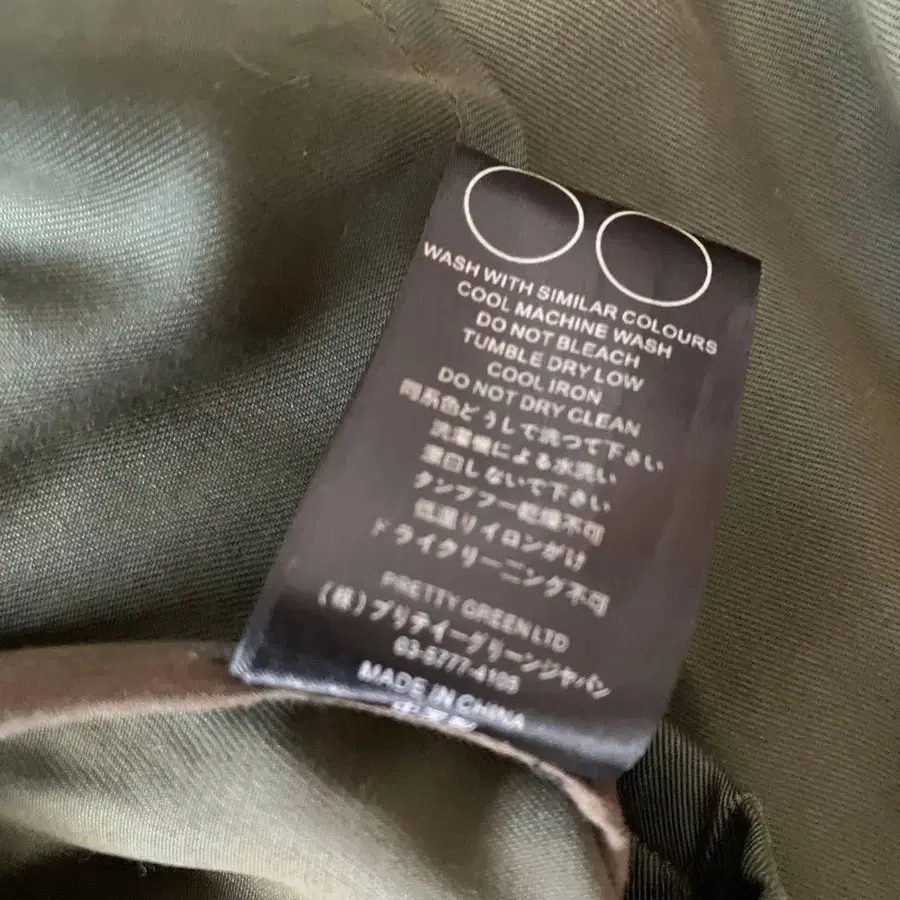 WASH WITH SIMILAR COLOURS
COOL MACHINE WASH
DO NOT BLEACH
TUMBLE DRY LOW
COOL IRON
DO NOT DRY CLEAN
同系色どうしで洗つて下さい
洗濯機による水洗い
漂白しないで下さい
タンブラー乾燥不可
低温リイロンがけ
ドライクリーニング不可
PRETTY GREEN LTD
(株)プリティーグリーンジャパン
03-5777-4105
MADE IN CHINA